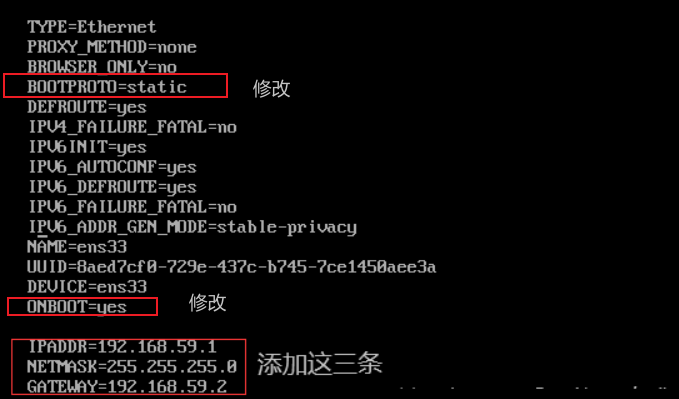 TYPE=Ethernet
PROXY_METHOD=none
BROWSER_ONLY=no
BOOTPROTO=static 修改
DEFROUTE=yes
IPV4_FAILURE_FATAL=no
IPV6INIT=yes
IPV6_AUTOCONF=yes
IPV6_DEFROUTE=yes
IPV6_FAILURE_FATAL=no
IPV6_ADDR_GEN_MODE=stable-privacy
NAME=ens33
UUID=8aed7cf0-729e-437c-b745-7ce1450aee3a
DEVICE=ens33
ONBOOT=yes 修改
IPADDR=192.168.59.1
NETMASK=255.255.255.0 添加这三条
GATEWAY=192.168.59.2